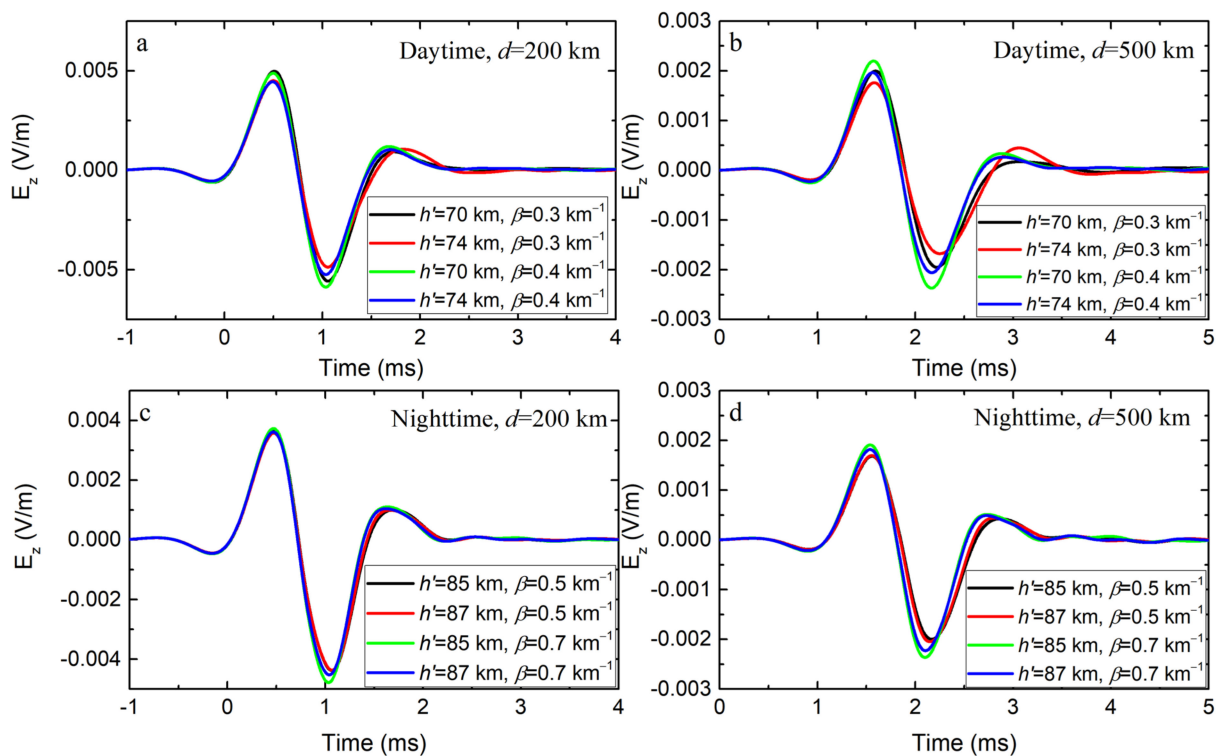 a
Daytime, d=200 km
E_z (V/m)
0.005
0.000
-0.005
h'=70 km, β=0.3 km⁻¹
h'=74 km, β=0.3 km⁻¹
h'=70 km, β=0.4 km⁻¹
h'=74 km, β=0.4 km⁻¹
-1 0 1 2 3 4
Time (ms)
b
Daytime, d=500 km
E_z (V/m)
0.003
0.002
0.001
0.000
-0.001
-0.002
-0.003
h'=70 km, β=0.3 km⁻¹
h'=74 km, β=0.3 km⁻¹
h'=70 km, β=0.4 km⁻¹
h'=74 km, β=0.4 km⁻¹
0 1 2 3 4 5
Time (ms)
c
Nighttime, d=200 km
E_z (V/m)
0.004
0.002
0.000
-0.002
-0.004
h'=85 km, β=0.5 km⁻¹
h'=87 km, β=0.5 km⁻¹
h'=85 km, β=0.7 km⁻¹
h'=87 km, β=0.7 km⁻¹
-1 0 1 2 3 4
Time (ms)
d
Nighttime, d=500 km
E_z (V/m)
0.003
0.002
0.001
0.000
-0.001
-0.002
-0.003
h'=85 km, β=0.5 km⁻¹
h'=87 km, β=0.5 km⁻¹
h'=85 km, β=0.7 km⁻¹
h'=87 km, β=0.7 km⁻¹
0 1 2 3 4 5
Time (ms)